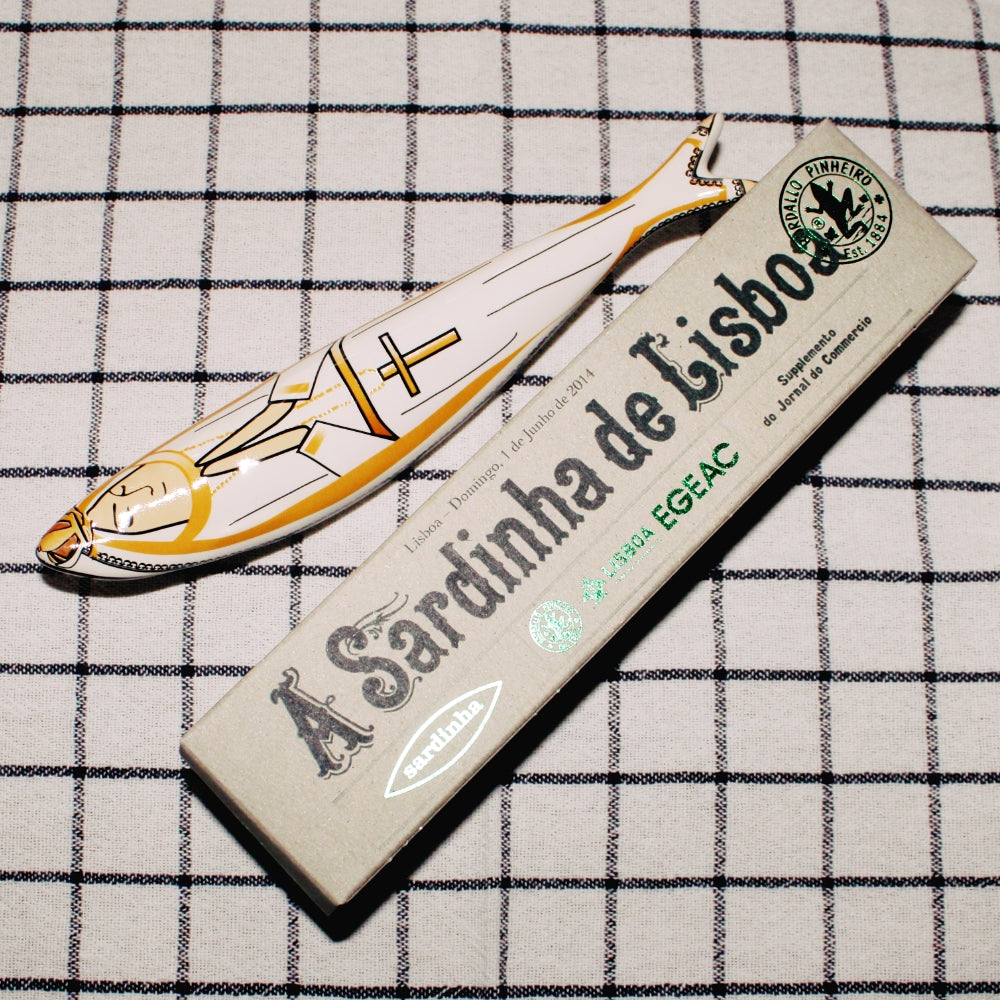 BORDALLO PINHEIRO
®
Est. 1884
Lisboa – Domingo, 1 de Junho de 2014
A Sardinha de Lisboa
Supplemento
do Jornal do Commercio
LISBOA EGEAC
sardinha